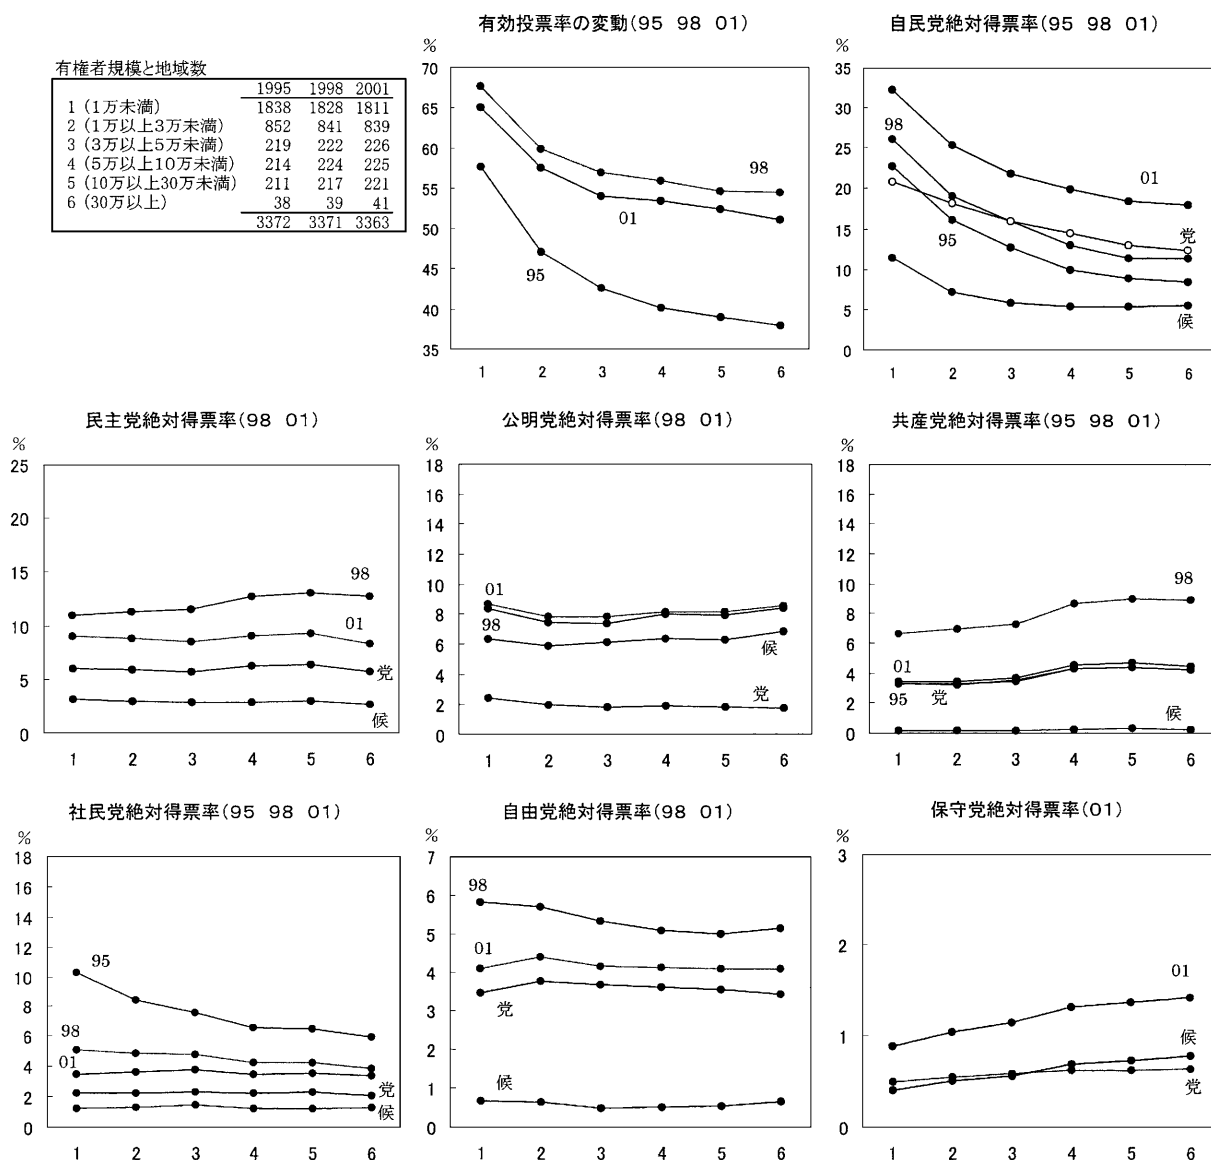 有権者規模と地域数
1995 1998 2001
1 (1万未満) 1838 1828 1811
2 (1万以上3万未満) 852 841 839
3 (3万以上5万未満) 219 222 226
4 (5万以上10万未満) 214 224 225
5 (10万以上30万未満) 211 217 221
6 (30万以上) 38 39 41
3372 3371 3363
有効投票率の変動(95 98 01)
%
70
65
60
55
50
45
40
35
98
01
95
1 2 3 4 5 6
自民党絶対得票率(95 98 01)
%
35
30
25
20
15
10
5
0
98
01
95
党
候
1 2 3 4 5 6
民主党絶対得票率(98 01)
%
25
20
15
10
5
0
98
01
党
候
1 2 3 4 5 6
公明党絶対得票率(98 01)
%
18
16
14
12
10
8
6
4
2
0
01
98
候
党
1 2 3 4 5 6
共産党絶対得票率(95 98 01)
%
18
16
14
12
10
8
6
4
2
0
98
01
95
党
候
1 2 3 4 5 6
社民党絶対得票率(95 98 01)
%
18
16
14
12
10
8
6
4
2
0
95
98
01
党
候
1 2 3 4 5 6
自由党絶対得票率(98 01)
%
7
6
5
4
3
2
1
0
98
01
党
候
1 2 3 4 5 6
保守党絶対得票率(01)
%
3
2
1
0
01
候
党
1 2 3 4 5 6